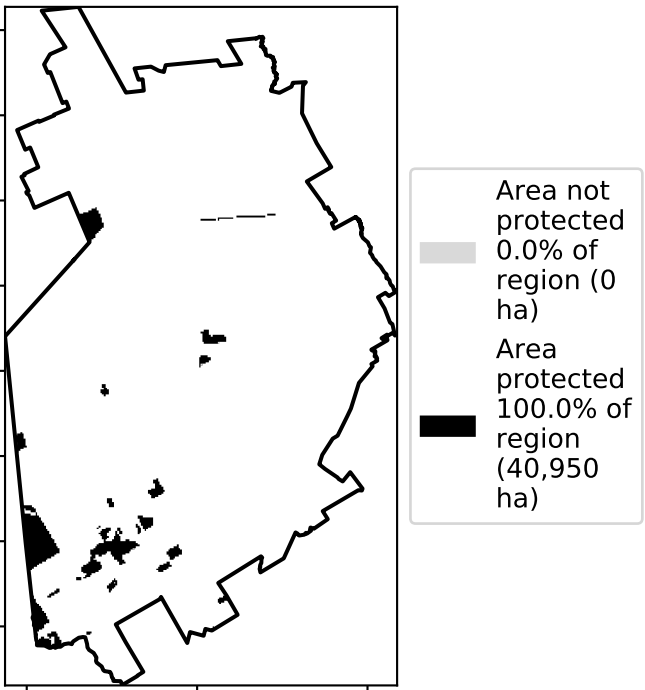 Area not
protected
0.0% of
region (0
ha)
Area
protected
100.0% of
region
(40,950
ha)